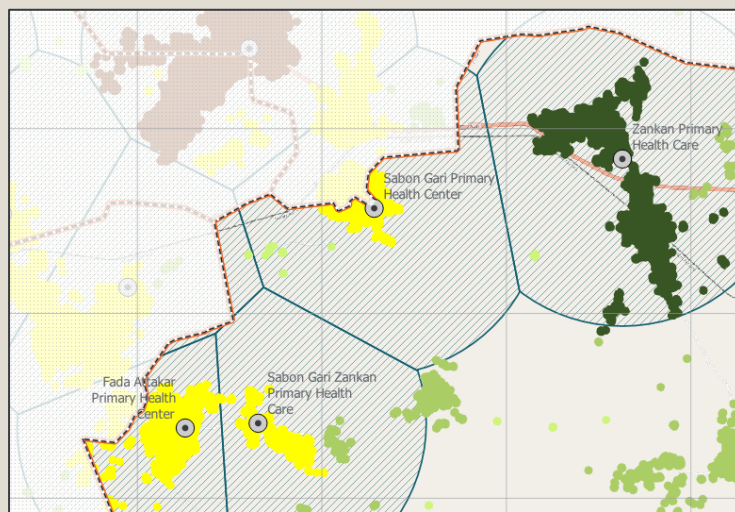 Zankan Primary
Health Care
Sabon Gari Primary
Health Center
Fada Attakar
Primary Health
Center
Sabon Gari Zankan
Primary Health
Care